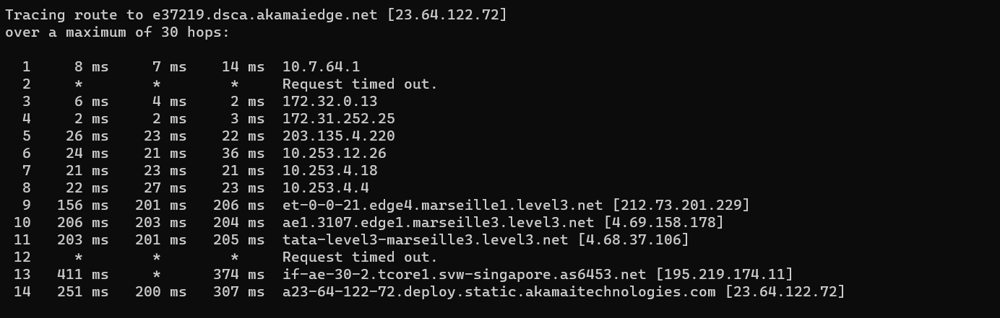 Tracing route to e37219.dsca.akamaiedge.net [23.64.122.72]
over a maximum of 30 hops:
1 8 ms 7 ms 14 ms 10.7.64.1
2 * * * Request timed out.
3 6 ms 4 ms 2 ms 172.32.0.13
4 2 ms 2 ms 3 ms 172.31.252.25
5 26 ms 23 ms 22 ms 203.135.4.220
6 24 ms 21 ms 36 ms 10.253.12.26
7 21 ms 23 ms 21 ms 10.253.4.18
8 22 ms 27 ms 23 ms 10.253.4.4
9 156 ms 201 ms 206 ms et-0-0-21.edge4.marseille1.level3.net [212.73.201.229]
10 206 ms 203 ms 204 ms ae1.3107.edge1.marseille3.level3.net [4.69.158.178]
11 203 ms 201 ms 205 ms tata-level3-marseille3.level3.net [4.68.37.106]
12 * * * Request timed out.
13 411 ms * 374 ms if-ae-30-2.tcore1.svw-singapore.as6453.net [195.219.174.11]
14 251 ms 200 ms 307 ms a23-64-122-72.deploy.static.akamaitechnologies.com [23.64.122.72]